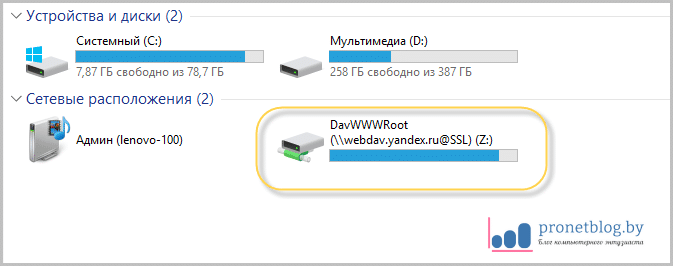 Устройства и диски (2)
Системный (C:)
7,87 ГБ свободно из 78,7 ГБ
Мультимедиа (D:)
258 ГБ свободно из 387 ГБ
Сетевые расположения (2)
Админ (lenovo-100)
DavWWWRoot
(\\webdav.yandex.ru@SSL) (Z:)
pronetblog.by
Блог компьютерного энтузиаста